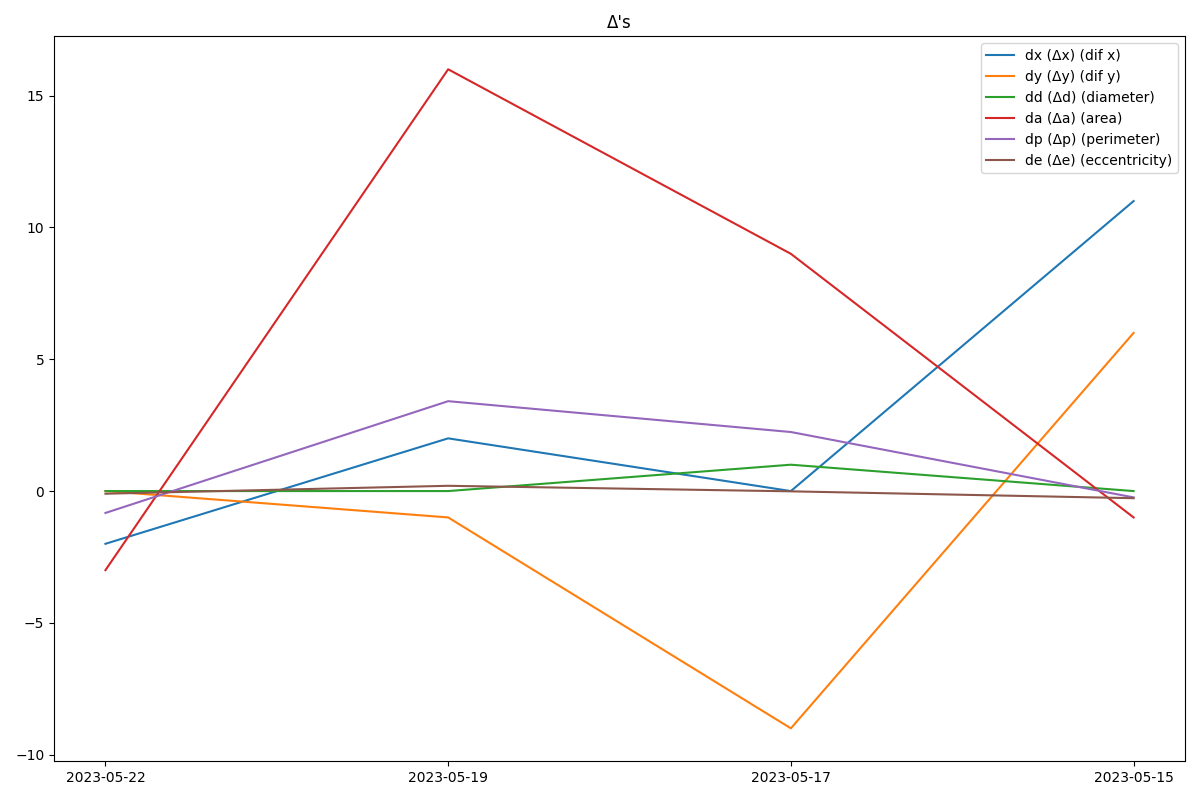 Δ's
dx (Δx) (dif x)
dy (Δy) (dif y)
dd (Δd) (diameter)
da (Δa) (area)
dp (Δp) (perimeter)
de (Δe) (eccentricity)
15
10
5
0
−5
−10
2023-05-22
2023-05-19
2023-05-17
2023-05-15